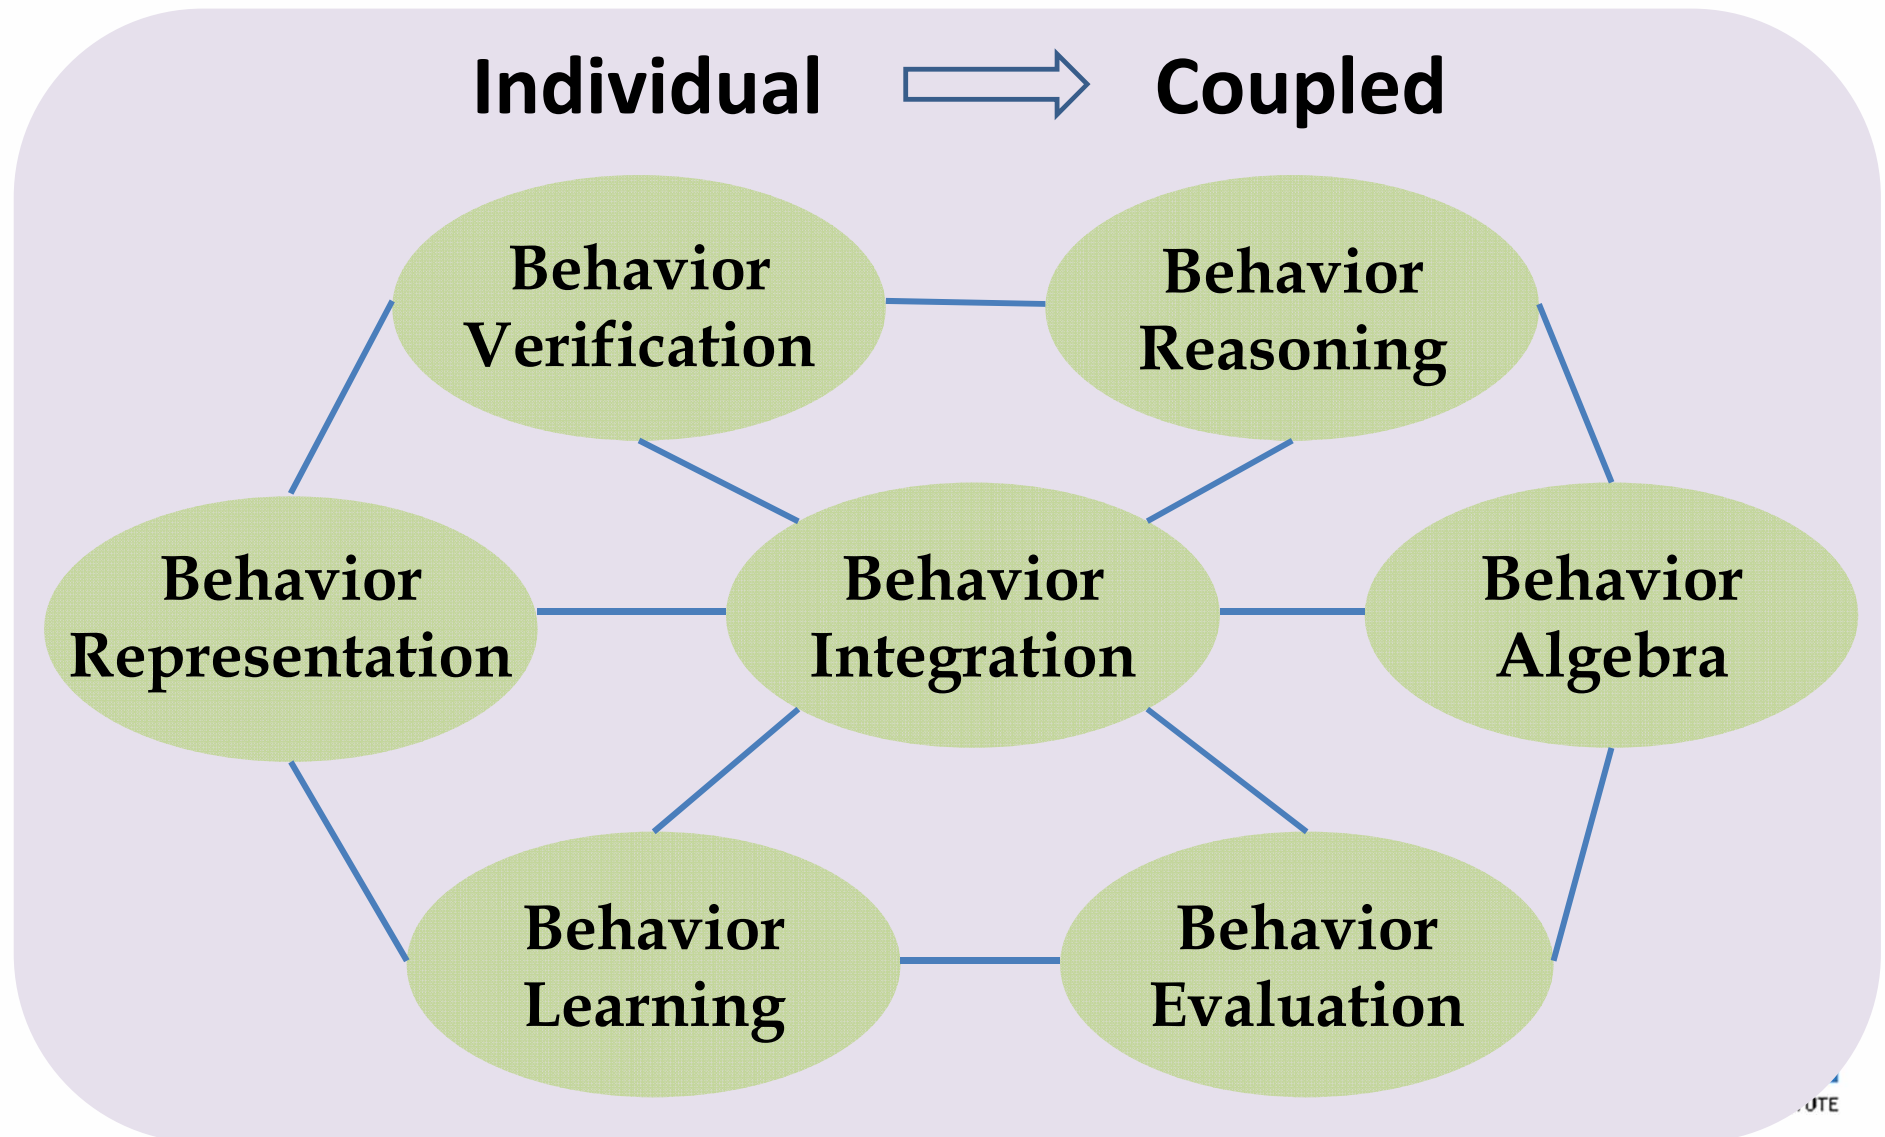 Individual Coupled
Behavior
Verification
Behavior
Reasoning
Behavior
Representation
Behavior
Integration
Behavior
Algebra
Behavior
Learning
Behavior
Evaluation